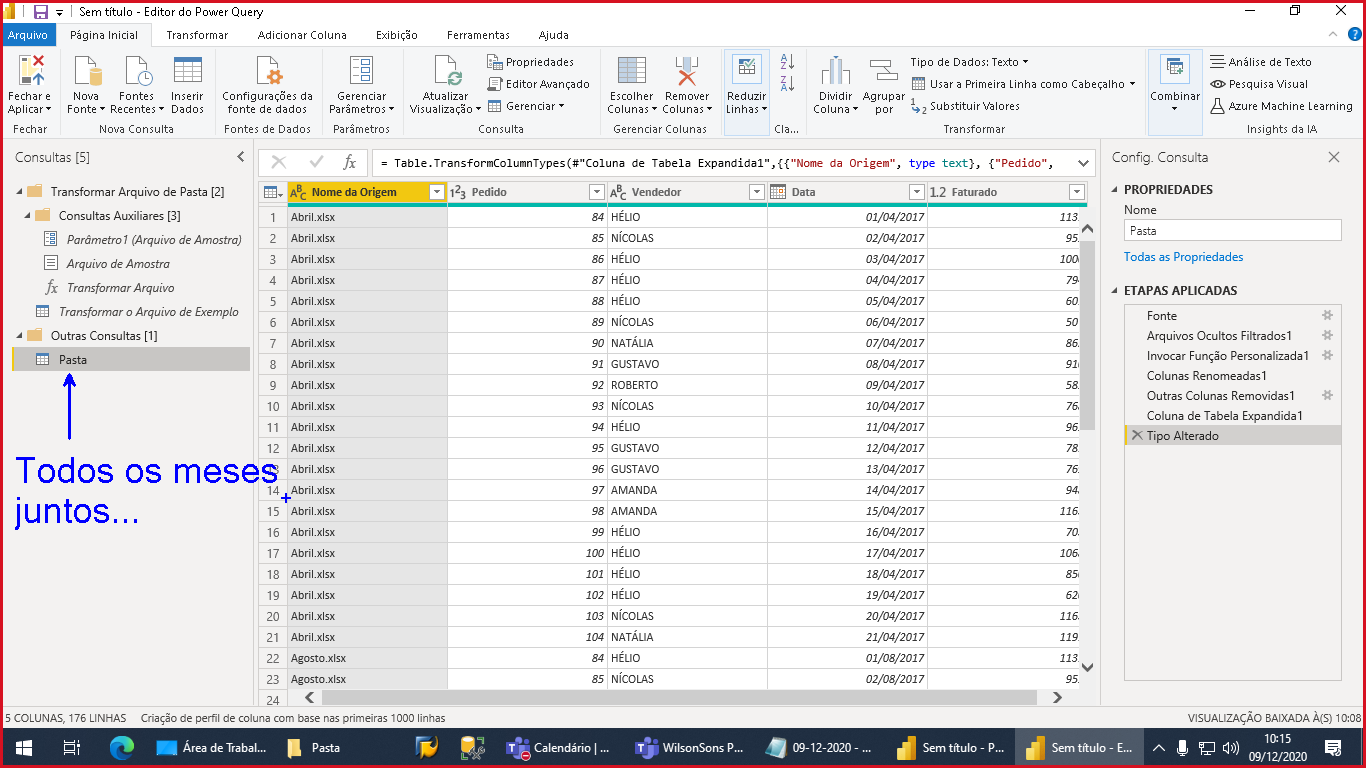 Sem título - Editor do Power Query
Arquivo Página Inicial Transformar Adicionar Coluna Exibição Ferramentas Ajuda
Fechar e Aplicar
Fechar
Nova Fonte
Fontes Recentes
Inserir Dados
Nova Consulta
Configurações da fonte de dados
Fontes de Dados
Gerenciar Parâmetros
Parâmetros
Atualizar Visualização
Propriedades
Editor Avançado
Gerenciar
Consulta
Escolher Colunas
Remover Colunas
Gerenciar Colunas
Reduzir Linhas
Cla...
Dividir Coluna
Agrupar por
Tipo de Dados: Texto
Usar a Primeira Linha como Cabeçalho
Substituir Valores
Transformar
Combinar
Análise de Texto
Pesquisa Visual
Azure Machine Learning
Insights da IA
Consultas [5]
Transformar Arquivo de Pasta [2]
Consultas Auxiliares [3]
Parâmetro1 (Arquivo de Amostra)
Arquivo de Amostra
fx Transformar Arquivo
Transformar o Arquivo de Exemplo
Outras Consultas [1]
Pasta
Todos os meses
juntos...
fx = Table.TransformColumnTypes(#"Coluna de Tabela Expandida1",{{"Nome da Origem", type text}, {"Pedido",
ABC Nome da Origem 123 Pedido ABC Vendedor Data 1.2 Faturado
1 Abril.xlsx 84 HÉLIO 01/04/2017 113
2 Abril.xlsx 85 NÍCOLAS 02/04/2017 95
3 Abril.xlsx 86 HÉLIO 03/04/2017 100
4 Abril.xlsx 87 HÉLIO 04/04/2017 79
5 Abril.xlsx 88 HÉLIO 05/04/2017 60
6 Abril.xlsx 89 NÍCOLAS 06/04/2017 50
7 Abril.xlsx 90 NATÁLIA 07/04/2017 86
8 Abril.xlsx 91 GUSTAVO 08/04/2017 91
9 Abril.xlsx 92 ROBERTO 09/04/2017 58
10 Abril.xlsx 93 NÍCOLAS 10/04/2017 76
11 Abril.xlsx 94 HÉLIO 11/04/2017 96
12 Abril.xlsx 95 GUSTAVO 12/04/2017 78
13 Abril.xlsx 96 GUSTAVO 13/04/2017 76
14 Abril.xlsx 97 AMANDA 14/04/2017 94
15 Abril.xlsx 98 AMANDA 15/04/2017 116
16 Abril.xlsx 99 HÉLIO 16/04/2017 70
17 Abril.xlsx 100 HÉLIO 17/04/2017 106
18 Abril.xlsx 101 HÉLIO 18/04/2017 85
19 Abril.xlsx 102 HÉLIO 19/04/2017 62
20 Abril.xlsx 103 NÍCOLAS 20/04/2017 116
21 Abril.xlsx 104 NATÁLIA 21/04/2017 119
22 Agosto.xlsx 84 HÉLIO 01/08/2017 113
23 Agosto.xlsx 85 NÍCOLAS 02/08/2017 95
24
Config. Consulta
PROPRIEDADES
Nome
Pasta
Todas as Propriedades
ETAPAS APLICADAS
Fonte
Arquivos Ocultos Filtrados1
Invocar Função Personalizada1
Colunas Renomeadas1
Outras Colunas Removidas1
Coluna de Tabela Expandida1
Tipo Alterado
5 COLUNAS, 176 LINHAS Criação de perfil de coluna com base nas primeiras 1000 linhas VISUALIZAÇÃO BAIXADA À(S) 10:08
Área de Trabal... Pasta Calendário | ... WilsonSons P... 09-12-2020 - ... Sem título - P... Sem título - E... 10:15
09/12/2020